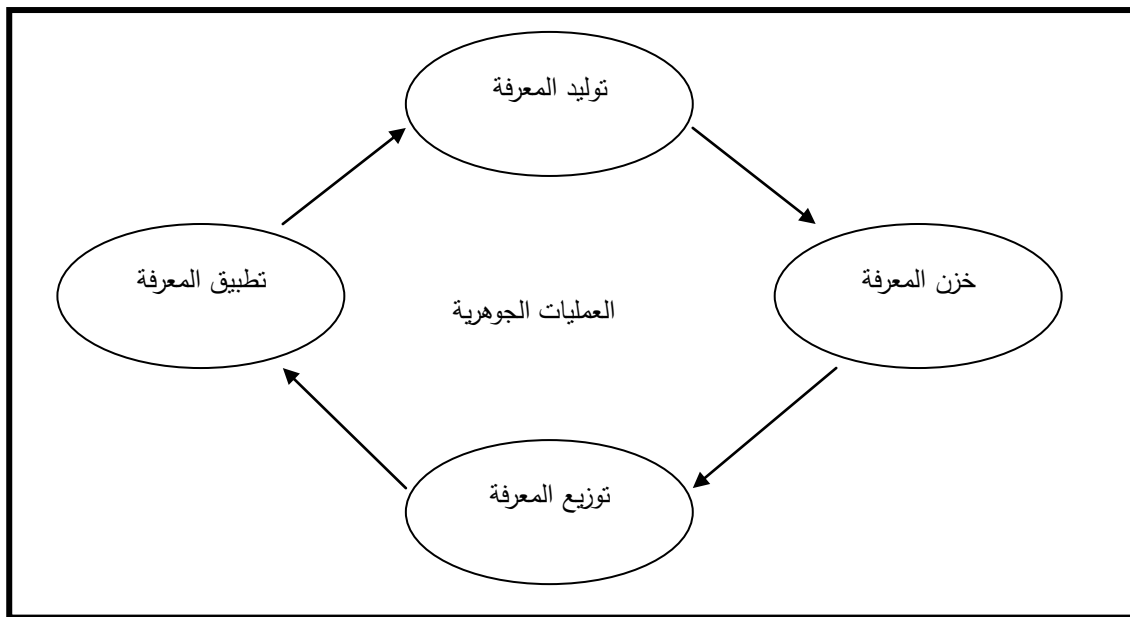 توليد المعرفة
خزن المعرفة
تطبيق المعرفة
العمليات الجوهرية
توزيع المعرفة